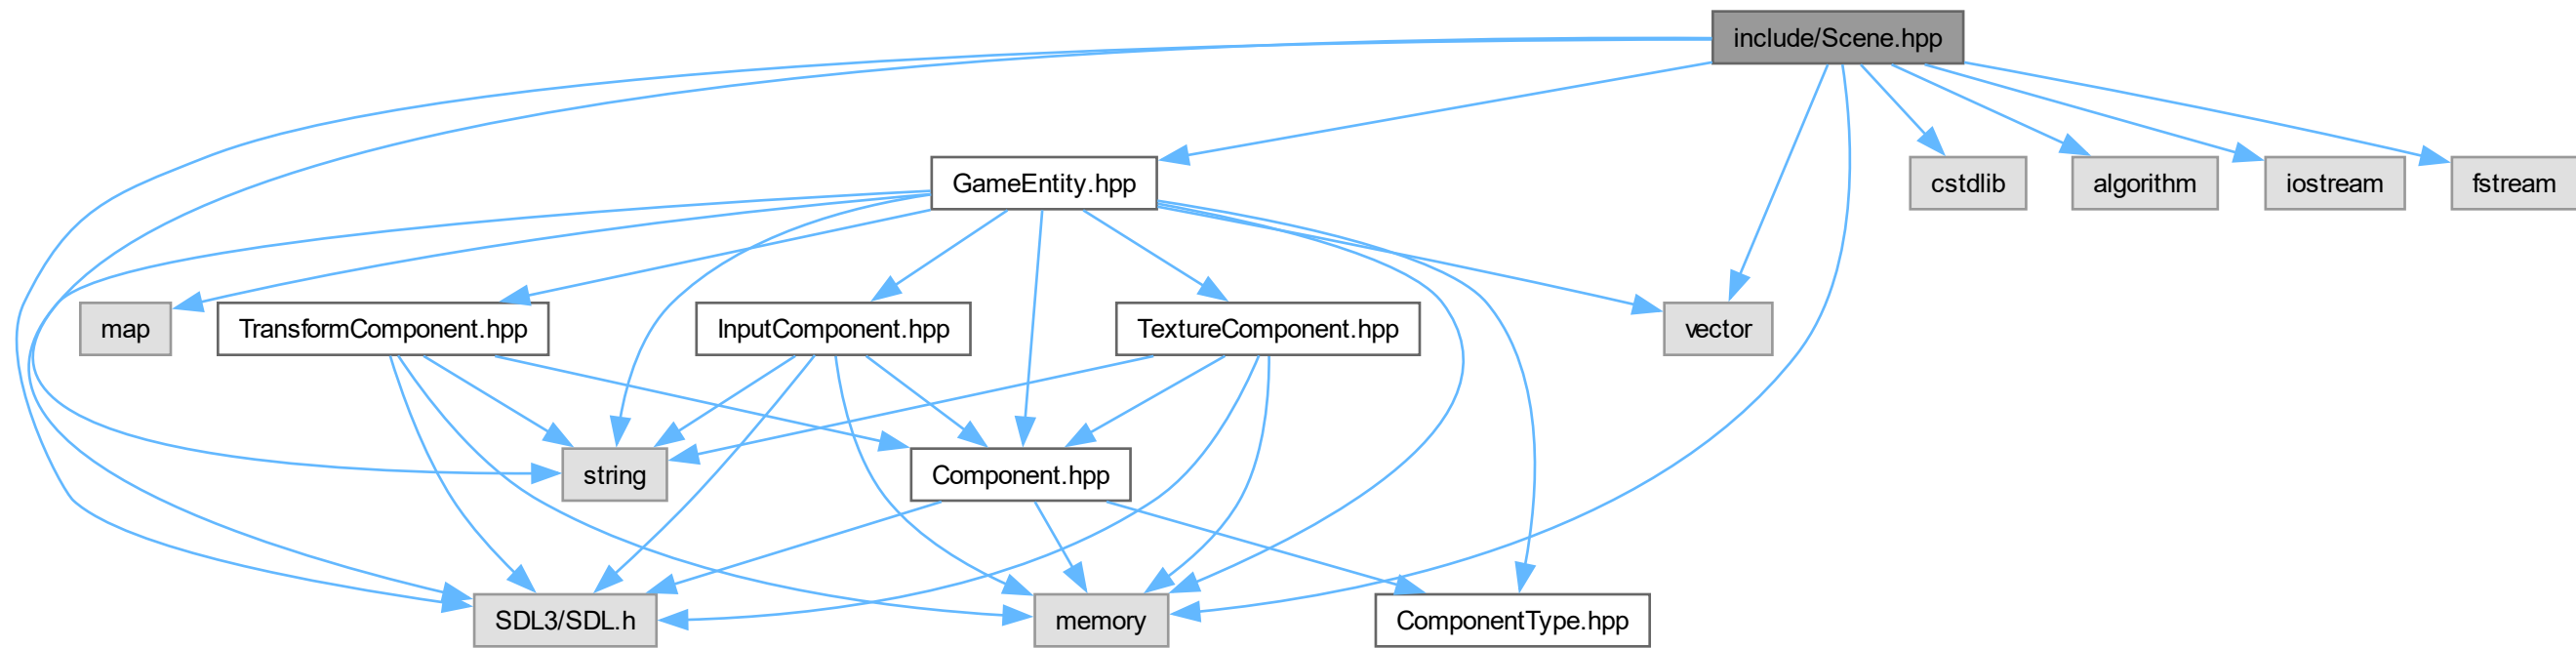 include/Scene.hpp
GameEntity.hpp
cstdlib
algorithm
iostream
fstream
map
TransformComponent.hpp
InputComponent.hpp
TextureComponent.hpp
vector
string
Component.hpp
SDL3/SDL.h
memory
ComponentType.hpp